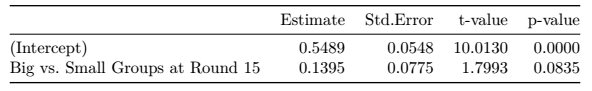 Estimate Std.Error t-value p-value
(Intercept) 0.5489 0.0548 10.0130 0.0000
Big vs. Small Groups at Round 15 0.1395 0.0775 1.7993 0.0835